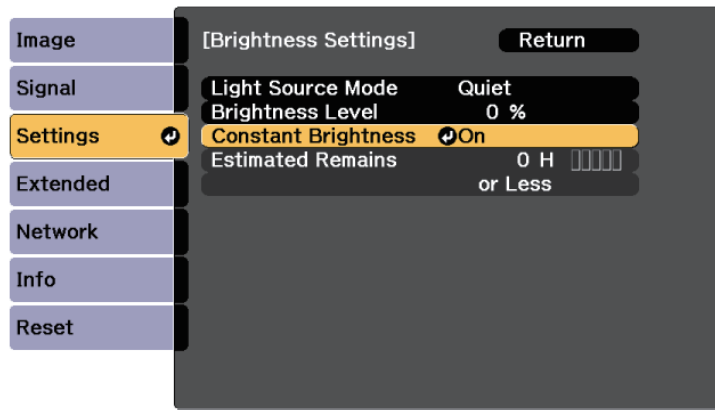 Image
Signal
Settings
Extended
Network
Info
Reset
[Brightness Settings] Return
Light Source Mode Quiet
Brightness Level 0 %
Constant Brightness On
Estimated Remains 0 H
or Less